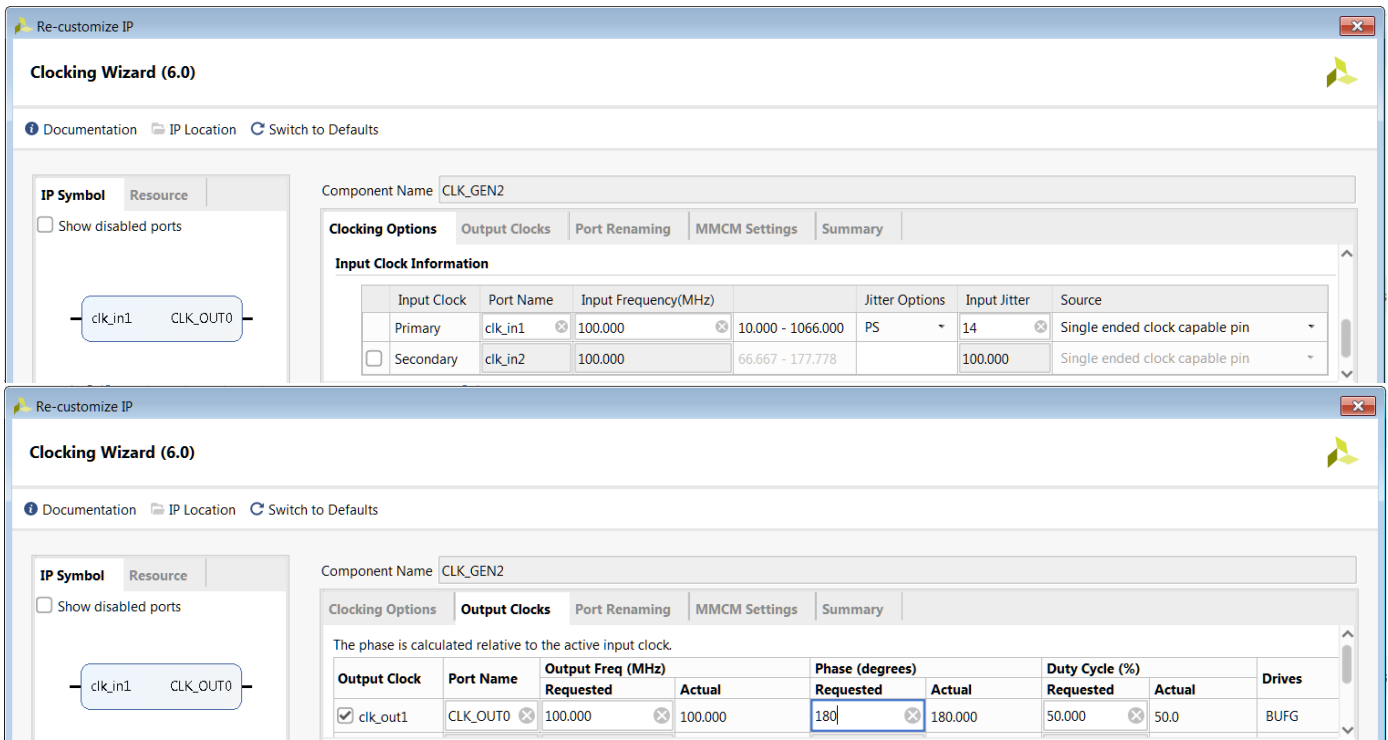 Re-customize IP
Clocking Wizard (6.0)
Documentation IP Location Switch to Defaults
IP Symbol Resource
Show disabled ports
clk_in1 CLK_OUT0
Component Name CLK_GEN2
Clocking Options Output Clocks Port Renaming MMCM Settings Summary
Input Clock Information
Input Clock Port Name Input Frequency(MHz) Jitter Options Input Jitter Source
Primary clk_in1 100.000 10.000 - 1066.000 PS 14 Single ended clock capable pin
Secondary clk_in2 100.000 66.667 - 177.778 100.000 Single ended clock capable pin
Re-customize IP
Clocking Wizard (6.0)
Documentation IP Location Switch to Defaults
IP Symbol Resource
Show disabled ports
clk_in1 CLK_OUT0
Component Name CLK_GEN2
Clocking Options Output Clocks Port Renaming MMCM Settings Summary
The phase is calculated relative to the active input clock.
Output Clock Port Name Output Freq (MHz) Phase (degrees) Duty Cycle (%) Drives
Requested Actual Requested Actual Requested Actual
clk_out1 CLK_OUT0 100.000 100.000 180 180.000 50.000 50.0 BUFG